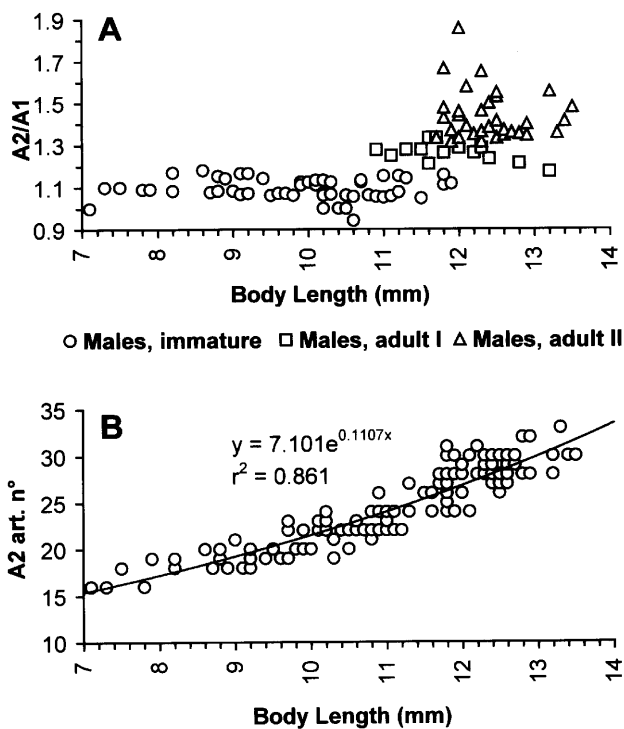 A
A2/A1
1.9
1.7
1.5
1.3
1.1
0.9
7 8 9 10 11 12 13 14
Body Length (mm)
○ Males, immature □ Males, adult I △ Males, adult II
B
A2 art. n°
35
30
25
20
15
10
y = 7.101e^0.1107x
r² = 0.861
7 8 9 10 11 12 13 14
Body Length (mm)